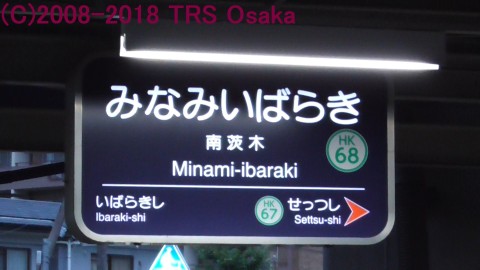 (C)2008-2018 TRS Osaka
みなみいばらき
南茨木
HK
68
Minami-ibaraki
いばらきし
Ibaraki-shi
HK
67
せっつし
Settsu-shi